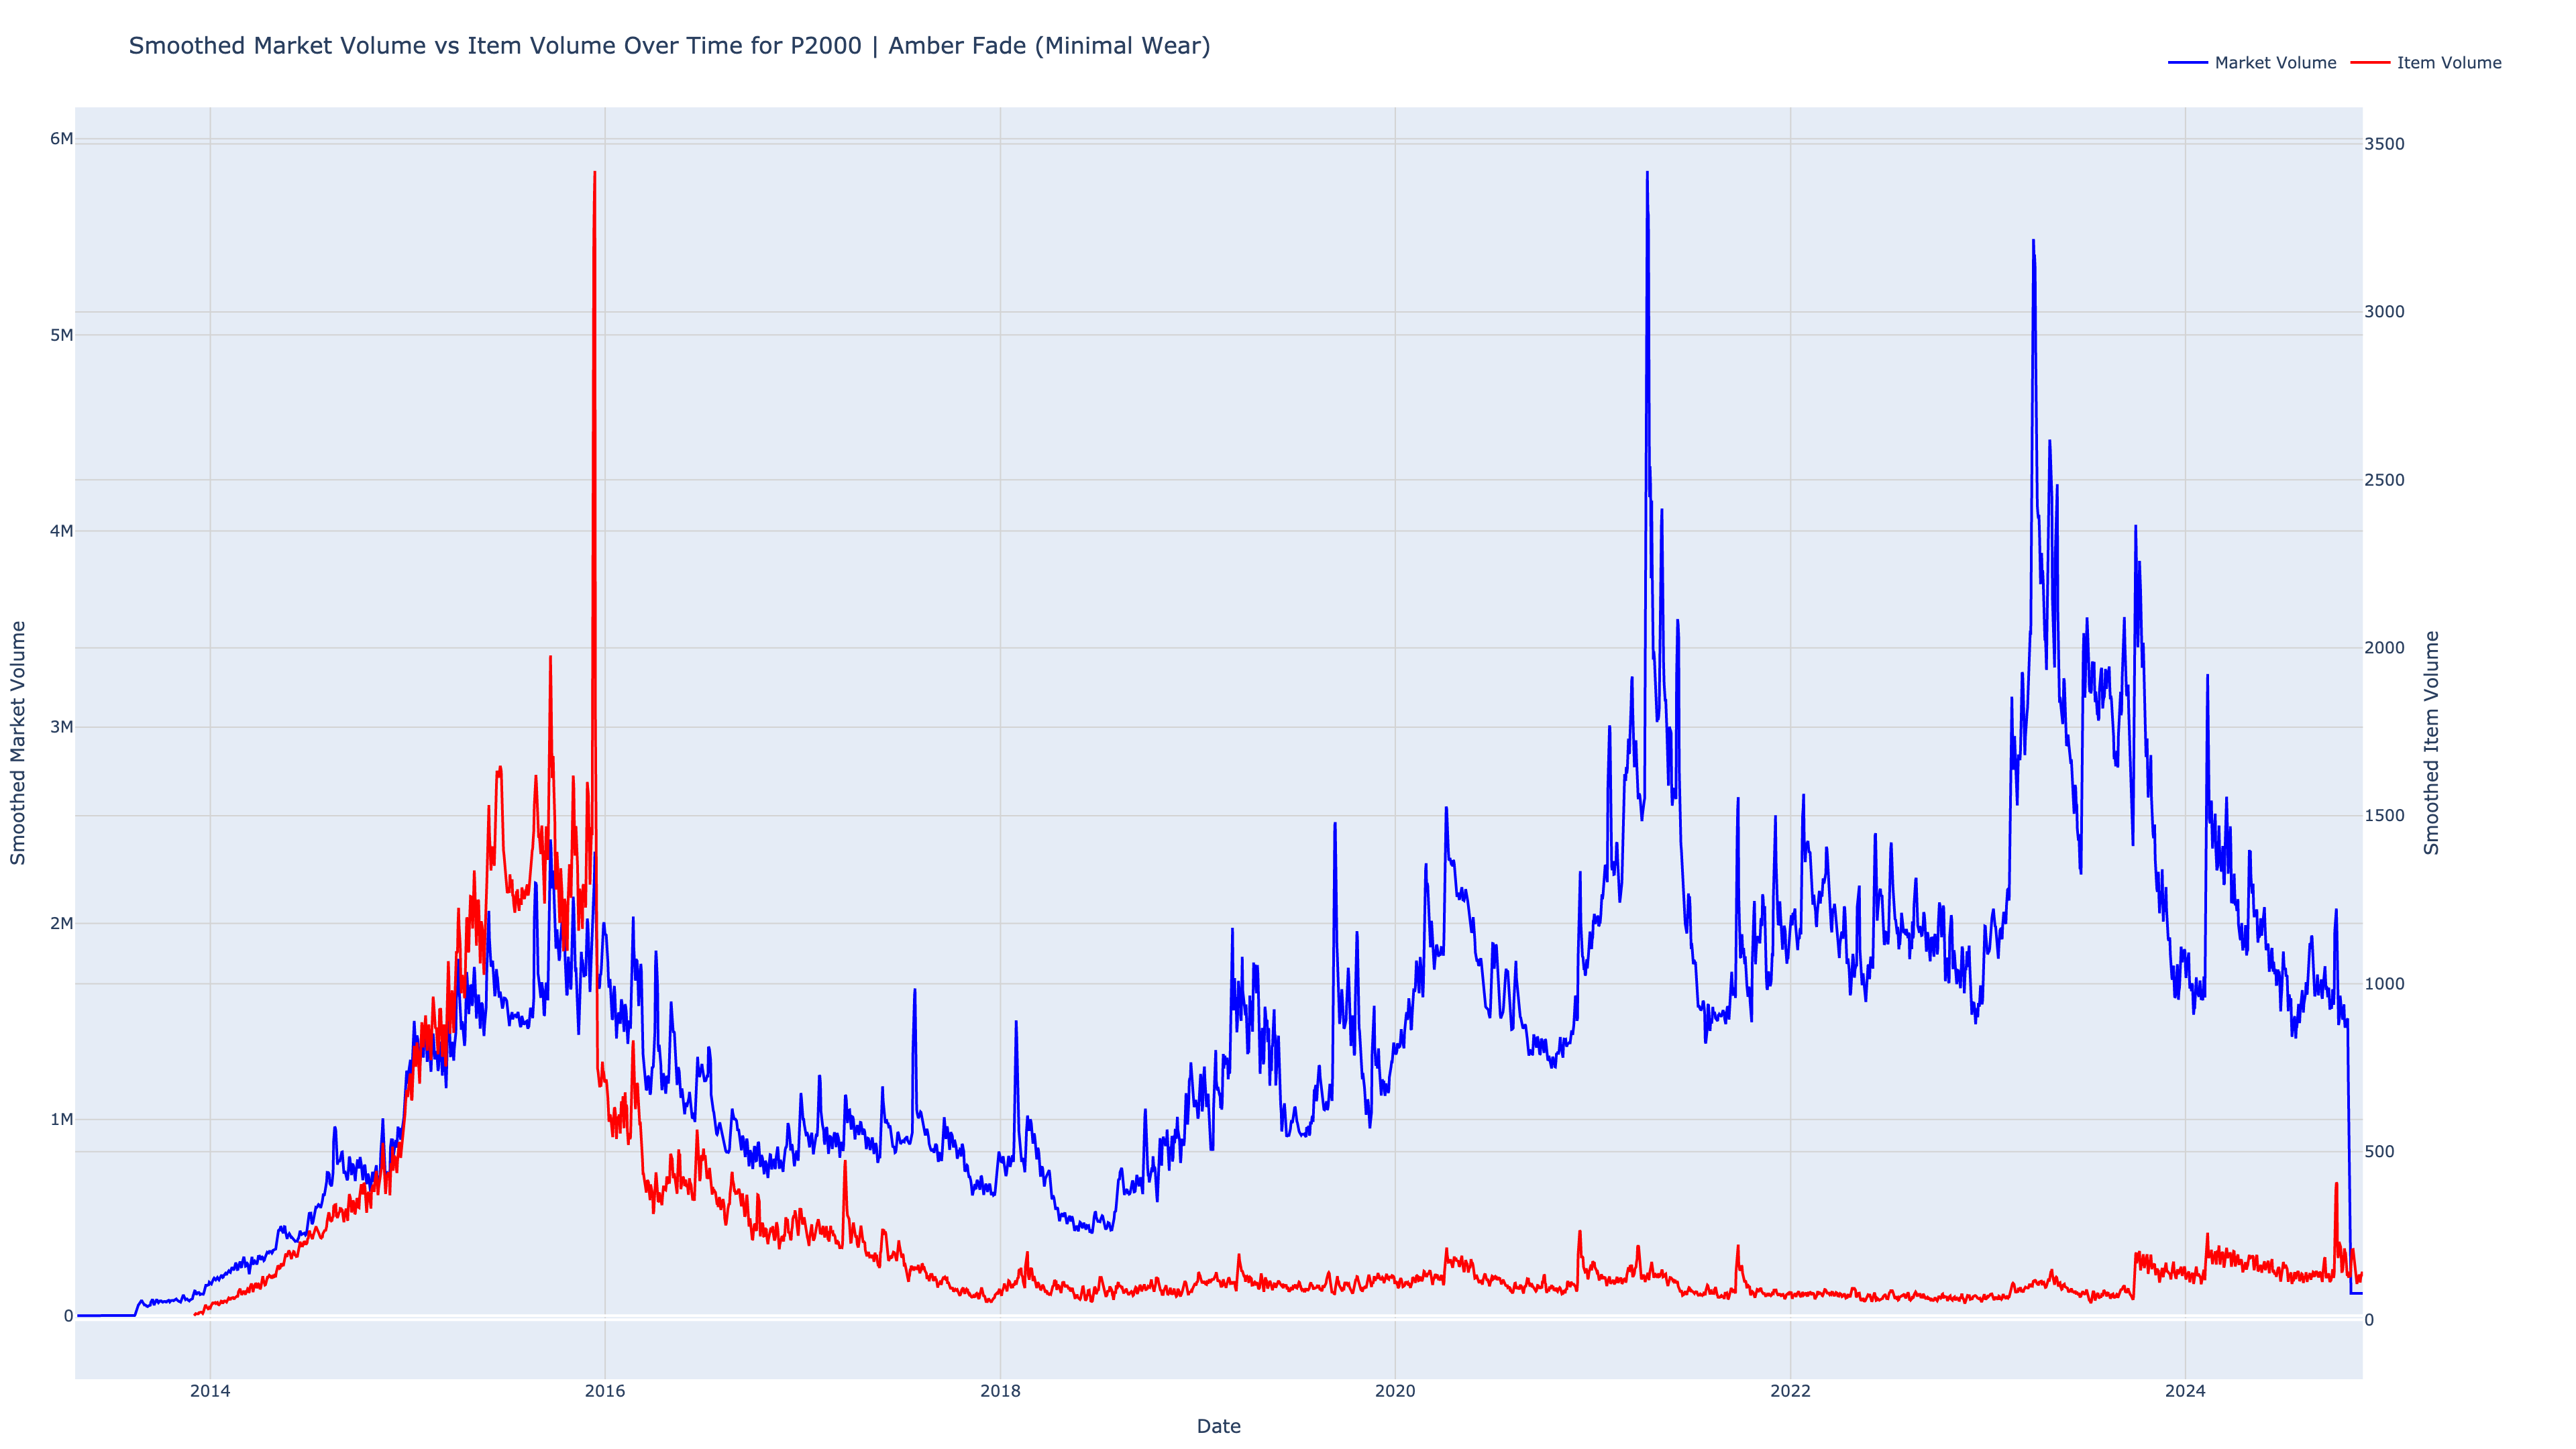 Smoothed Market Volume vs Item Volume Over Time for P2000 | Amber Fade (Minimal Wear)
Market Volume
Item Volume
6M
5M
4M
3M
2M
1M
0
Smoothed Market Volume
3500
3000
2500
2000
1500
1000
500
0
Smoothed Item Volume
2014
2016
2018
2020
2022
2024
Date